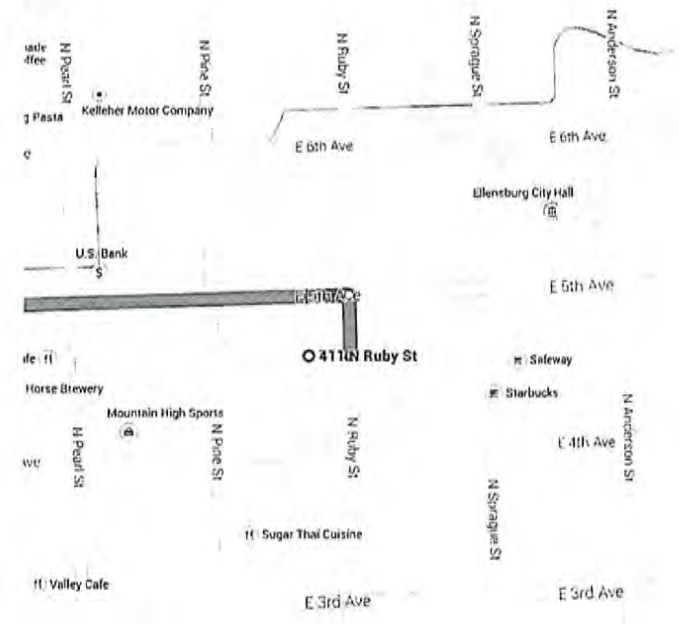 N Pearl St
N Pine St
N Ruby St
N Sprague St
N Anderson St
Kelleher Motor Company
g Pasta
E 6th Ave
E 6th Ave
Ellensburg City Hall
U.S. Bank
$
E 5th Ave
411 N Ruby St
Safeway
Horse Brewery
Starbucks
Mountain High Sports
N Pearl St
N Pine St
N Ruby St
N Anderson St
E 4th Ave
N Sprague St
Sugar Thai Cuisine
Valley Cafe
E 3rd Ave
E 3rd Ave